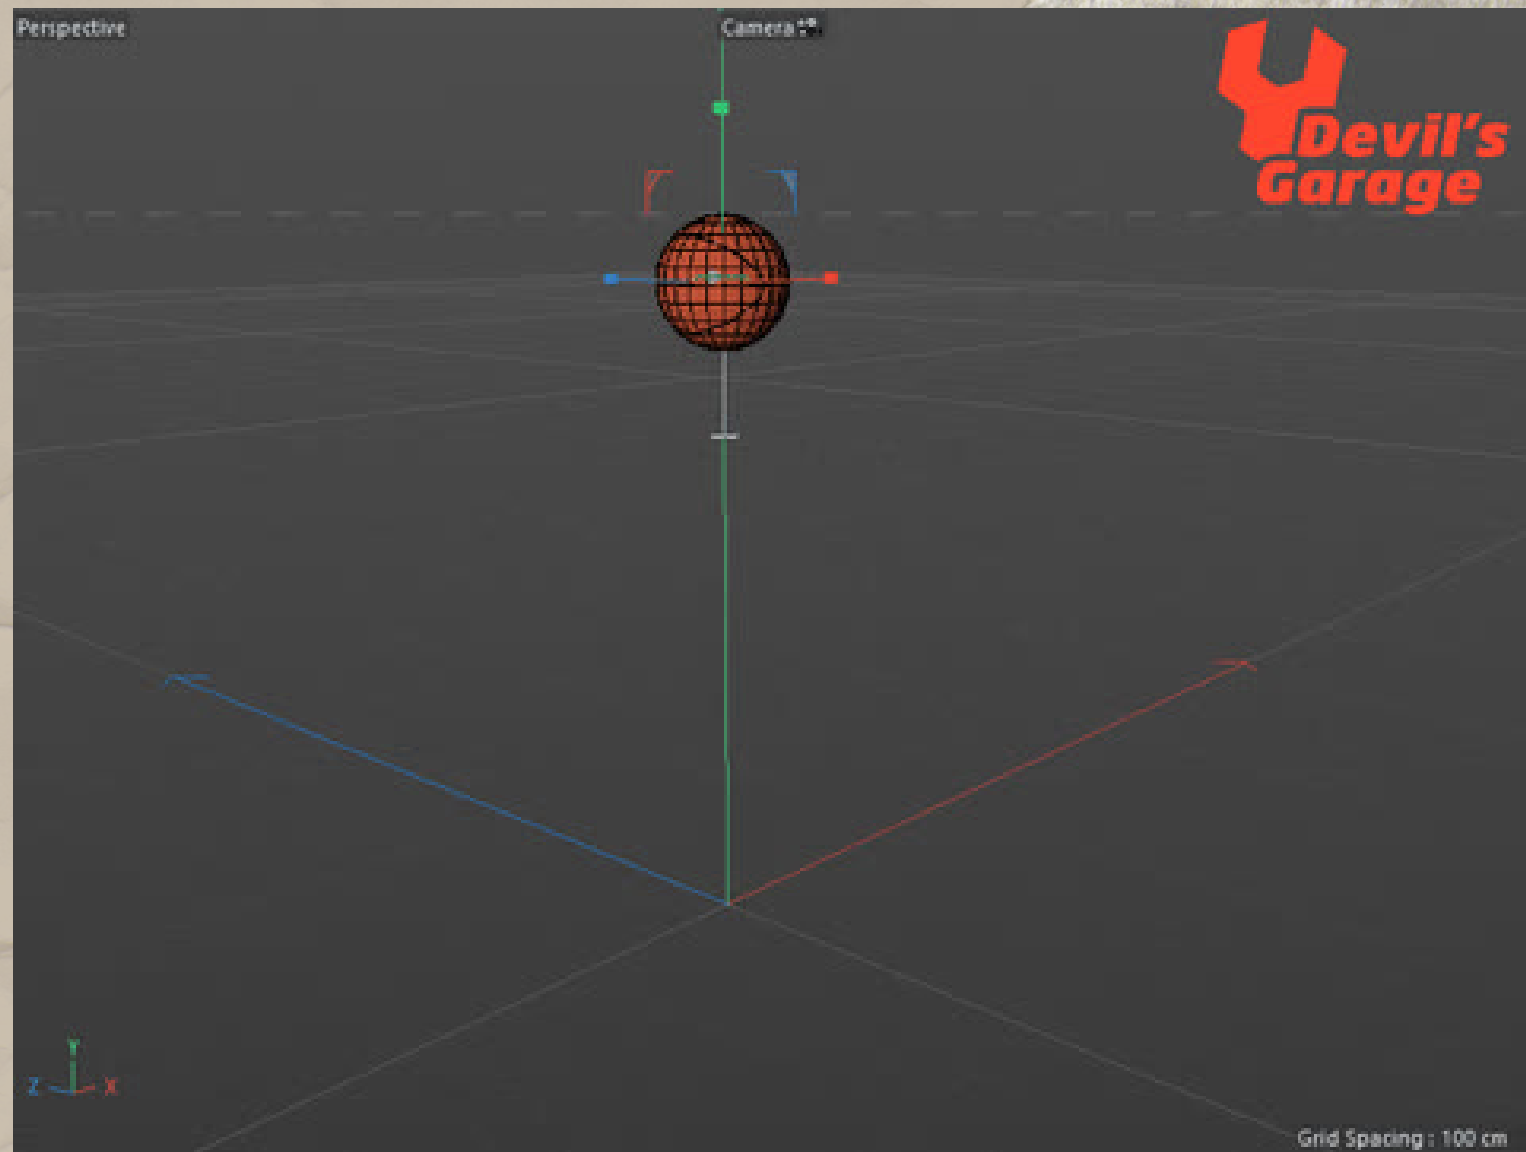 Perspective
Camera
Devil's
Garage
Y
Z X
Grid Spacing : 100 cm